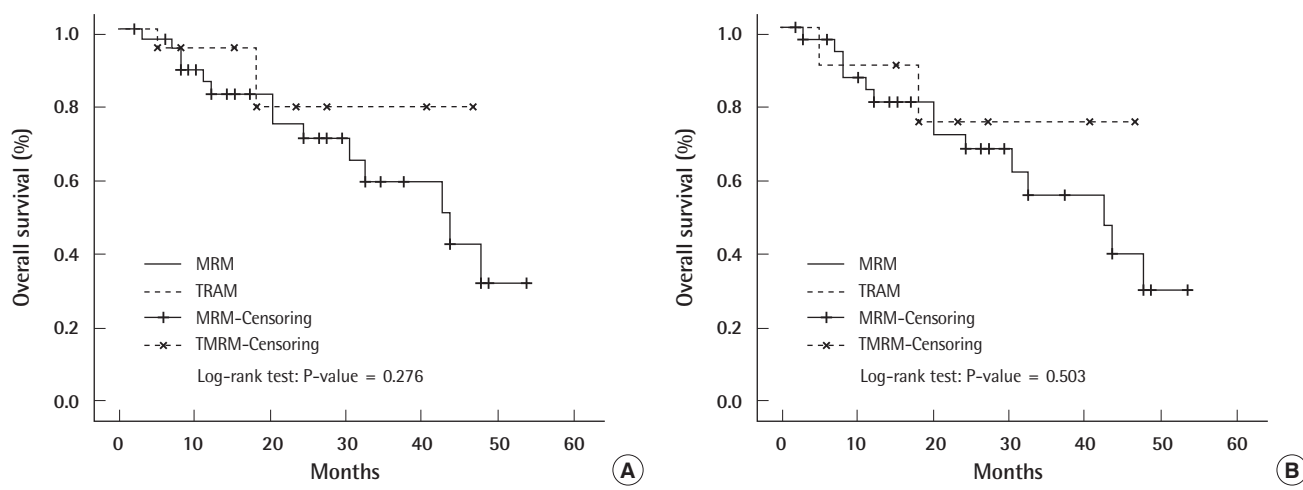 Overall survival (%)
1.0
0.8
0.6
0.4
0.2
0.0
MRM
TRAM
MRM-Censoring
TMRM-Censoring
Log-rank test: P-value = 0.276
0 10 20 30 40 50 60
Months
A
Overall survival (%)
1.0
0.8
0.6
0.4
0.2
0.0
MRM
TRAM
MRM-Censoring
TMRM-Censoring
Log-rank test: P-value = 0.503
0 10 20 30 40 50 60
Months
B